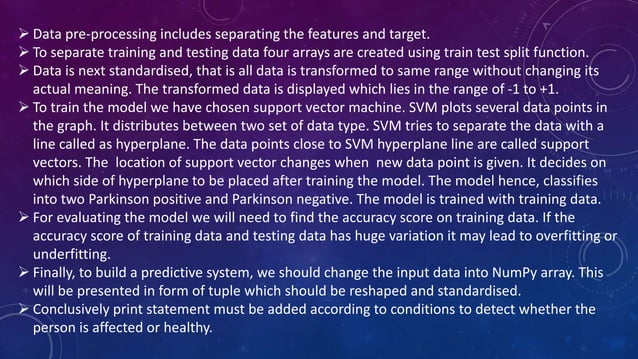 ➢ Data pre-processing includes separating the features and target.
➢ To separate training and testing data four arrays are created using train test split function.
➢ Data is next standardised, that is all data is transformed to same range without changing its
actual meaning. The transformed data is displayed which lies in the range of -1 to +1.
➢ To train the model we have chosen support vector machine. SVM plots several data points in
the graph. It distributes between two set of data type. SVM tries to separate the data with a
line called as hyperplane. The data points close to SVM hyperplane line are called support
vectors. The location of support vector changes when new data point is given. It decides on
which side of hyperplane to be placed after training the model. The model hence, classifies
into two Parkinson positive and Parkinson negative. The model is trained with training data.
➢ For evaluating the model we will need to find the accuracy score on training data. If the
accuracy score of training data and testing data has huge variation it may lead to overfitting or
underfitting.
➢ Finally, to build a predictive system, we should change the input data into NumPy array. This
will be presented in form of tuple which should be reshaped and standardised.
➢ Conclusively print statement must be added according to conditions to detect whether the
person is affected or healthy.